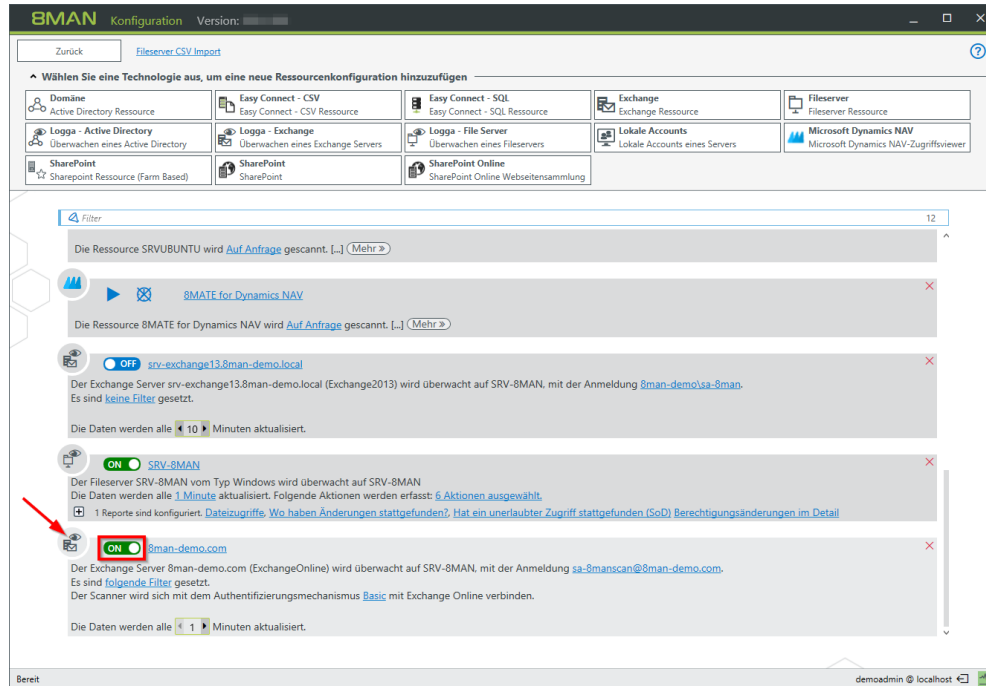 8MAN Konfiguration Version:
Zurück Fileserver CSV Import
Wählen Sie eine Technologie aus, um eine neue Ressourcenkonfiguration hinzuzufügen
Domäne
Active Directory Ressource
Easy Connect - CSV
Easy Connect - CSV Ressource
Easy Connect - SQL
Easy Connect - SQL Ressource
Exchange
Exchange Ressource
Fileserver
Fileserver Ressource
Logga - Active Directory
Überwachen eines Active Directory
Logga - Exchange
Überwachen eines Exchange Servers
Logga - File Server
Überwachen eines Fileservers
Lokale Accounts
Lokale Accounts eines Servers
Microsoft Dynamics NAV
Microsoft Dynamics NAV-Zugriffsviewer
SharePoint
Sharepoint Ressource (Farm Based)
SharePoint
SharePoint
SharePoint Online
SharePoint Online Webseitensammlung
Filter 12
Die Ressource SRVUBUNTU wird Auf Anfrage gescannt. [...] Mehr »
8MATE for Dynamics NAV
Die Ressource 8MATE for Dynamics NAV wird Auf Anfrage gescannt. [...] Mehr »
OFF srv-exchange13.8man-demo.local
Der Exchange Server srv-exchange13.8man-demo.local (Exchange2013) wird überwacht auf SRV-8MAN, mit der Anmeldung 8man-demo\sa-8man.
Es sind keine Filter gesetzt.
Die Daten werden alle 10 Minuten aktualisiert.
ON SRV-8MAN
Der Fileserver SRV-8MAN vom Typ Windows wird überwacht auf SRV-8MAN
Die Daten werden alle 1 Minute aktualisiert. Folgende Aktionen werden erfasst: 6 Aktionen ausgewählt.
1 Reporte sind konfiguriert. Dateizugriffe, Wo haben Änderungen stattgefunden?, Hat ein unerlaubter Zugriff stattgefunden (SoD) Berechtigungsänderungen im Detail
ON 8man-demo.com
Der Exchange Server 8man-demo.com (ExchangeOnline) wird überwacht auf SRV-8MAN, mit der Anmeldung sa-8manscan@8man-demo.com.
Es sind folgende Filter gesetzt.
Der Scanner wird sich mit dem Authentifizierungsmechanismus Basic mit Exchange Online verbinden.
Die Daten werden alle 1 Minuten aktualisiert.
Bereit demoadmin @ localhost